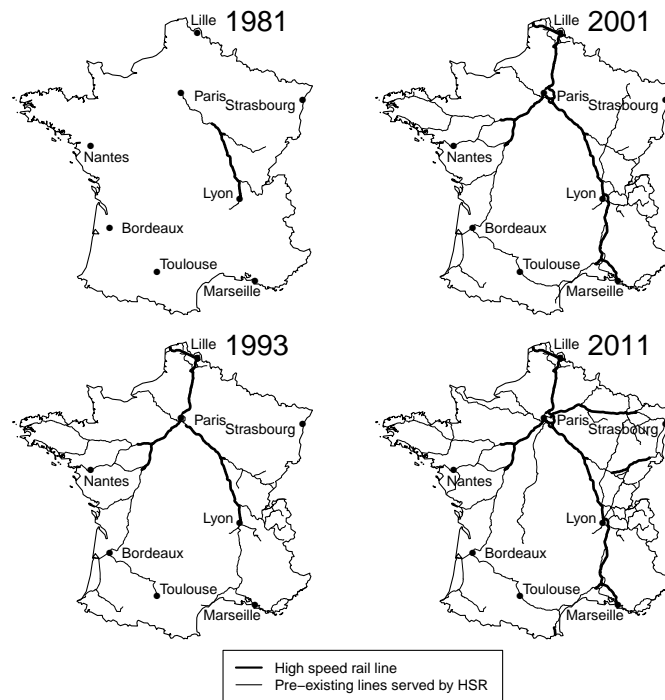 1981
Lille
Paris
Strasbourg
Nantes
Lyon
Bordeaux
Toulouse
Marseille
2001
Lille
Paris
Strasbourg
Nantes
Lyon
Bordeaux
Toulouse
Marseille
1993
Lille
Paris
Strasbourg
Nantes
Lyon
Bordeaux
Toulouse
Marseille
2011
Lille
Paris
Strasbourg
Nantes
Lyon
Bordeaux
Toulouse
Marseille
High speed rail line
Pre−existing lines served by HSR